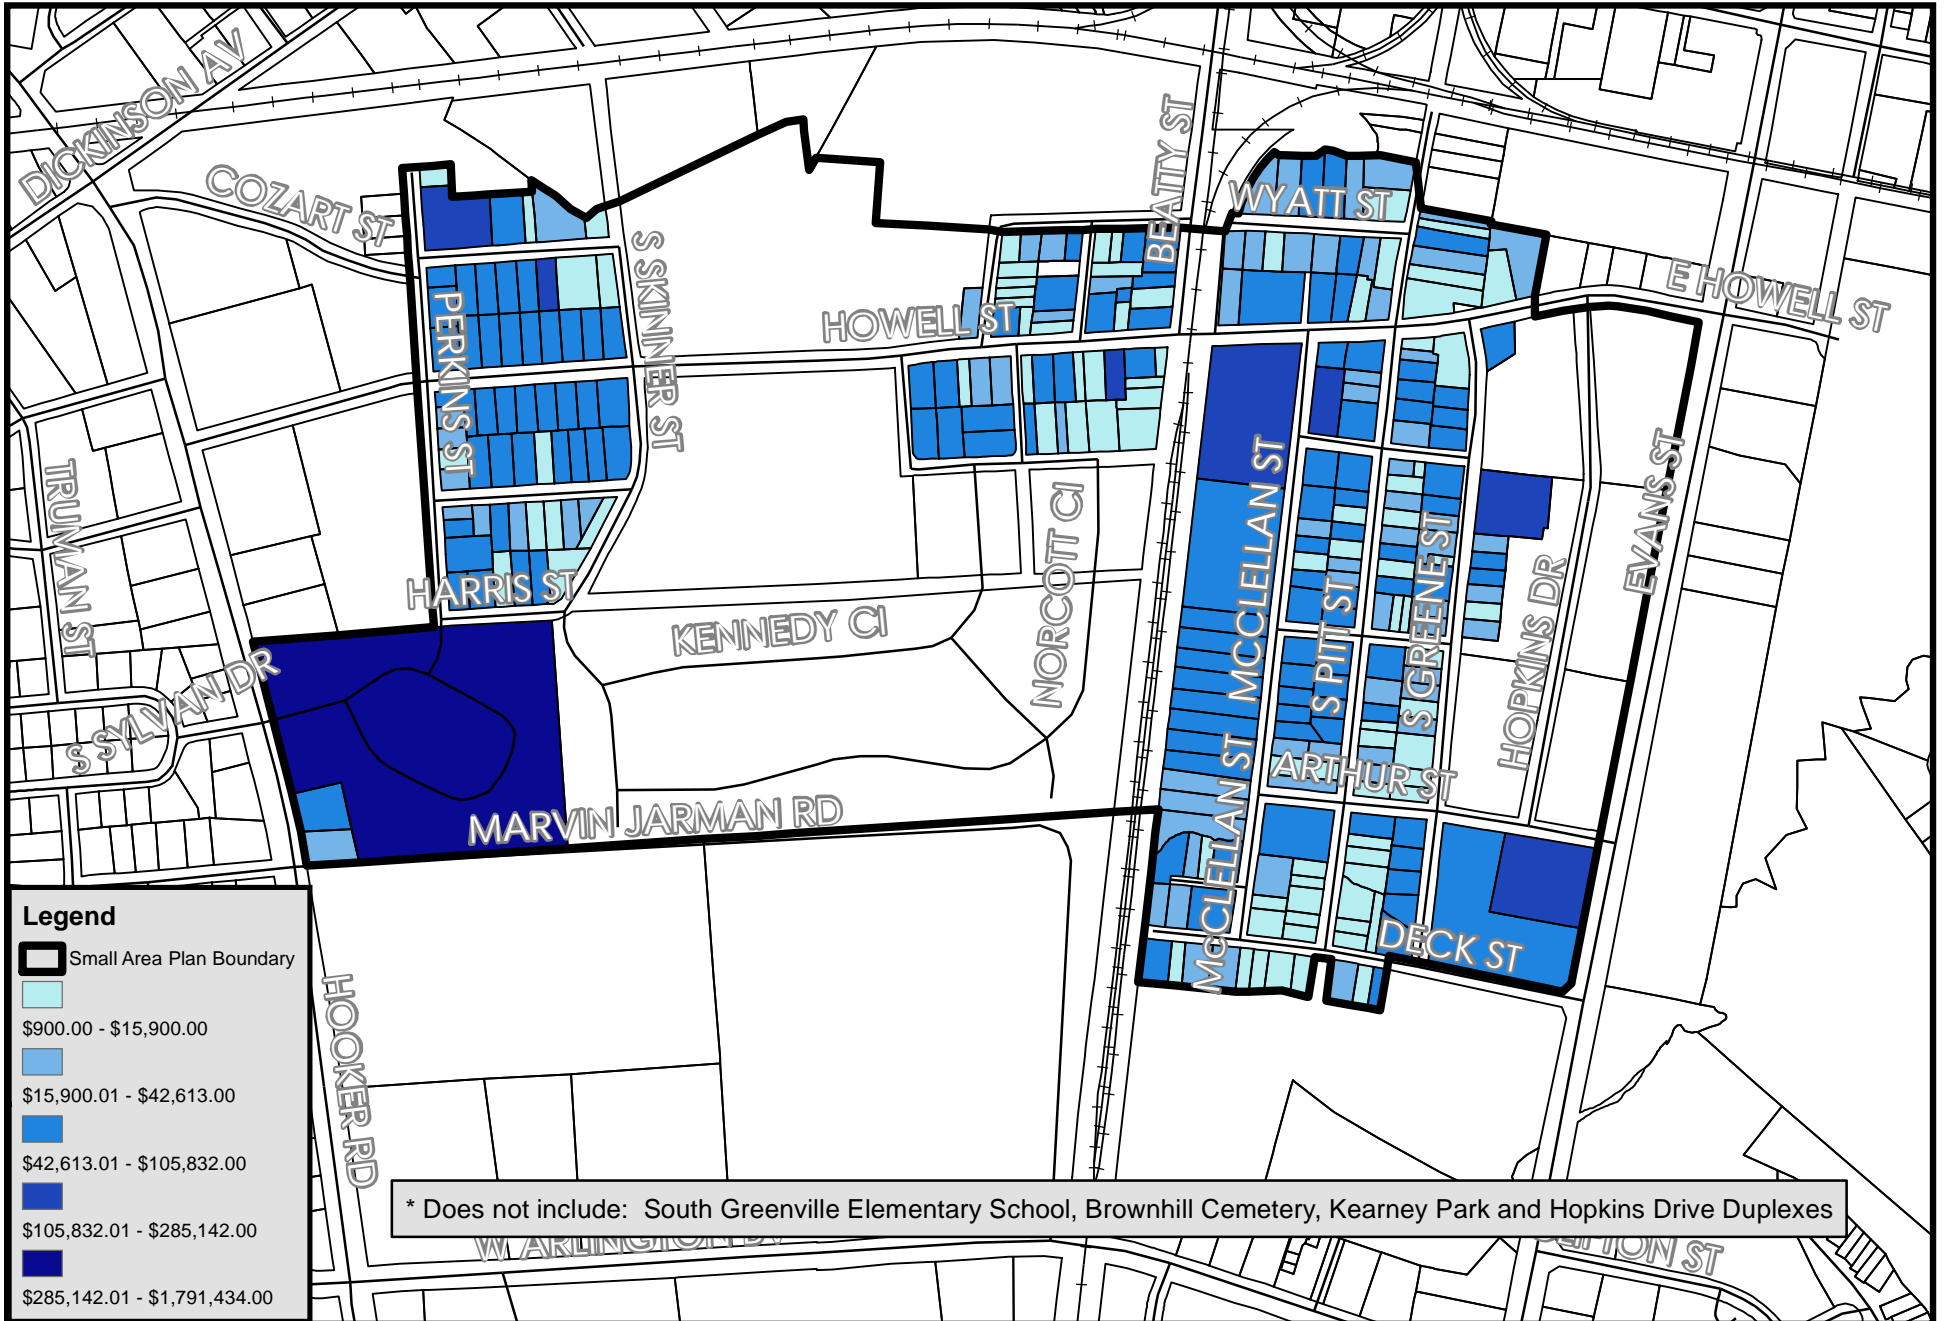 DICKINSON AV
COZART ST
BEATTY ST
WYATT ST
S SKINNER ST
PERKINS ST
HOWELL ST
E HOWELL ST
TRUMAN ST
NORCOTT CI
MCCLELLAN ST
S PITT ST
S GREENE ST
EVANS ST
HOPKINS DR
HARRIS ST
KENNEDY CI
S SYLVAN DR
ARTHUR ST
MARVIN JARMAN RD
McCLELLAN ST
DECK ST
HOOKER RD
Legend
Small Area Plan Boundary
$900.00 - $15,900.00
$15,900.01 - $42,613.00
$42,613.01 - $105,832.00
$105,832.01 - $285,142.00
$285,142.01 - $1,791,434.00
* Does not include: South Greenville Elementary School, Brownhill Cemetery, Kearney Park and Hopkins Drive Duplexes
W ARLINGTON BV
ST